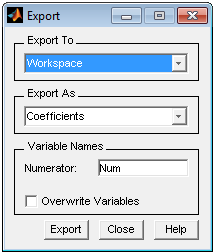 Export
Export To
Workspace
Export As
Coefficients
Variable Names
Numerator: Num
Overwrite Variables
Export Close Help